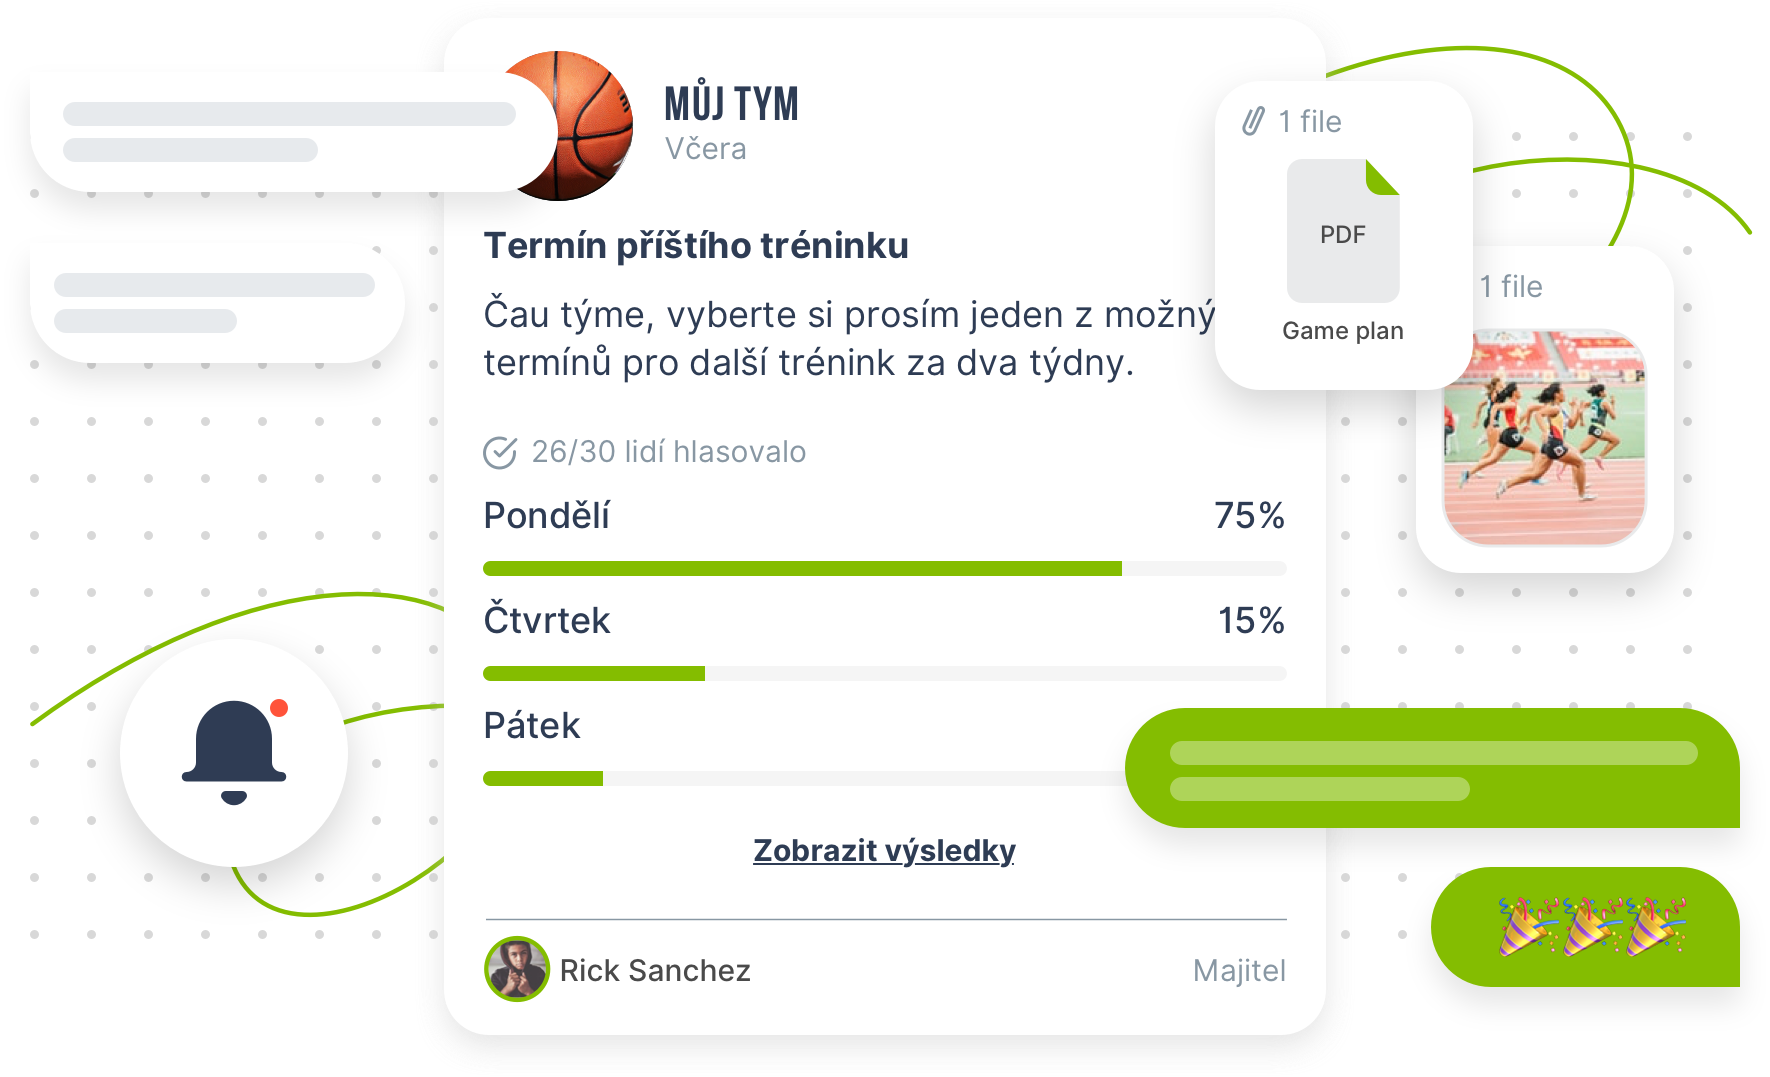 MŮJ TYM
Včera
Termín příštího tréninku
Čau týme, vyberte si prosím jeden z možný
termínů pro další trénink za dva týdny.
26/30 lidí hlasovalo
Pondělí 75%
Čtvrtek 15%
Pátek
Zobrazit výsledky
Rick Sanchez Majitel
1 file
PDF
Game plan
1 file